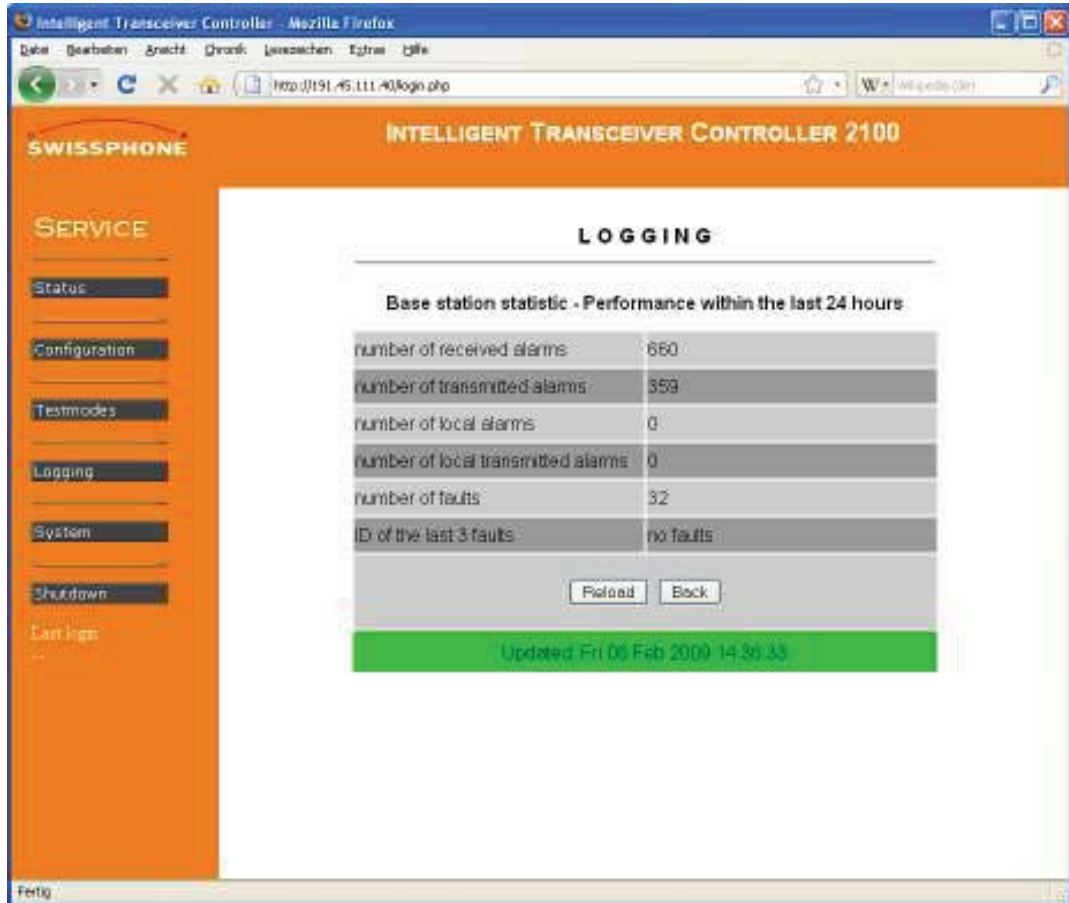 Intelligent Transceiver Controller - Mozilla Firefox
Datei Bearbeiten Ansicht Chronik Lesezeichen Extras Hilfe
http://191.45.111.40/login.php
W Wikipedia (de)
SWISSPHONE
INTELLIGENT TRANSCEIVER CONTROLLER 2100
SERVICE
Status
Configuration
Testmodes
Logging
System
Shutdown
Last login
--
LOGGING
Base station statistic - Performance within the last 24 hours
number of received alarms 660
number of transmitted alarms 359
number of local alarms 0
number of local transmitted alarms 0
number of faults 32
ID of the last 3 faults no faults
Reload Back
Updated: Fri 06 Feb 2009 14:36:33
Fertig